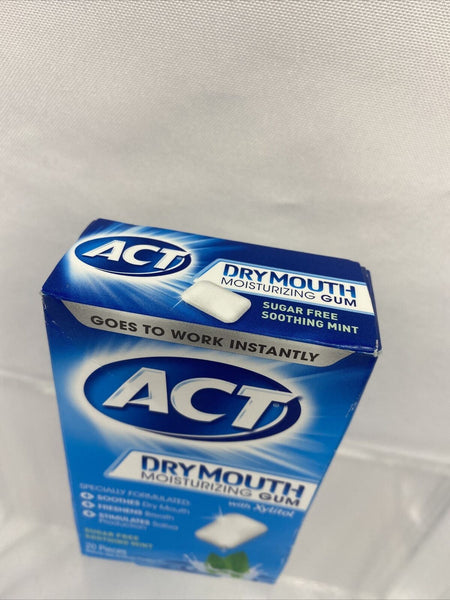 ACT
DRY MOUTH
MOISTURIZING GUM
SUGAR FREE
SOOTHING MINT
GOES TO WORK INSTANTLY
ACT
DRY MOUTH
MOISTURIZING GUM
with Xylitol
SPECIALLY FORMULATED:
+ SOOTHES Dry Mouth
+ FRESHENS Breath
+ STIMULATES Saliva
Production
SUGAR FREE
SOOTHING MINT
20 Pieces